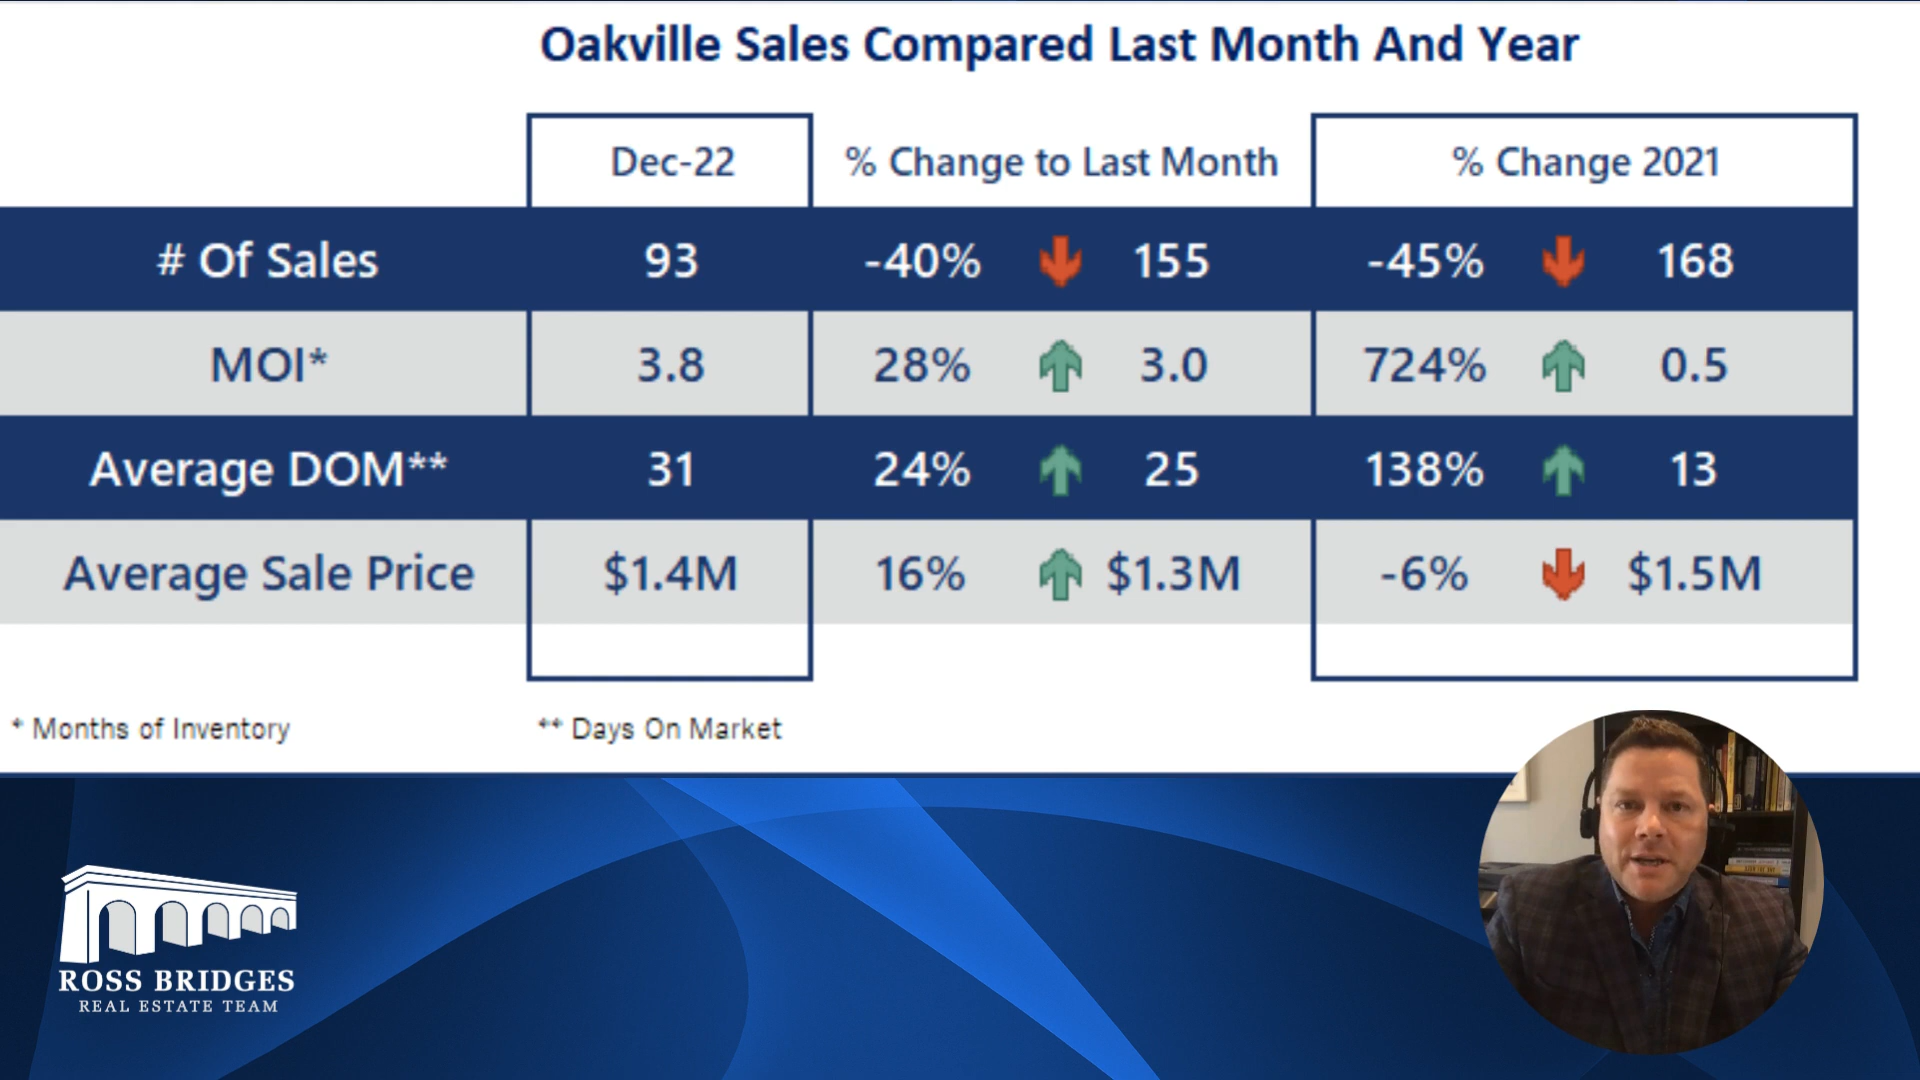 Oakville Sales Compared Last Month And Year
Dec-22 % Change to Last Month % Change 2021
# Of Sales 93 -40% 155 -45% 168
MOI* 3.8 28% 3.0 724% 0.5
Average DOM** 31 24% 25 138% 13
Average Sale Price $1.4M 16% $1.3M -6% $1.5M
* Months of Inventory ** Days On Market
ROSS BRIDGES
REAL ESTATE TEAM